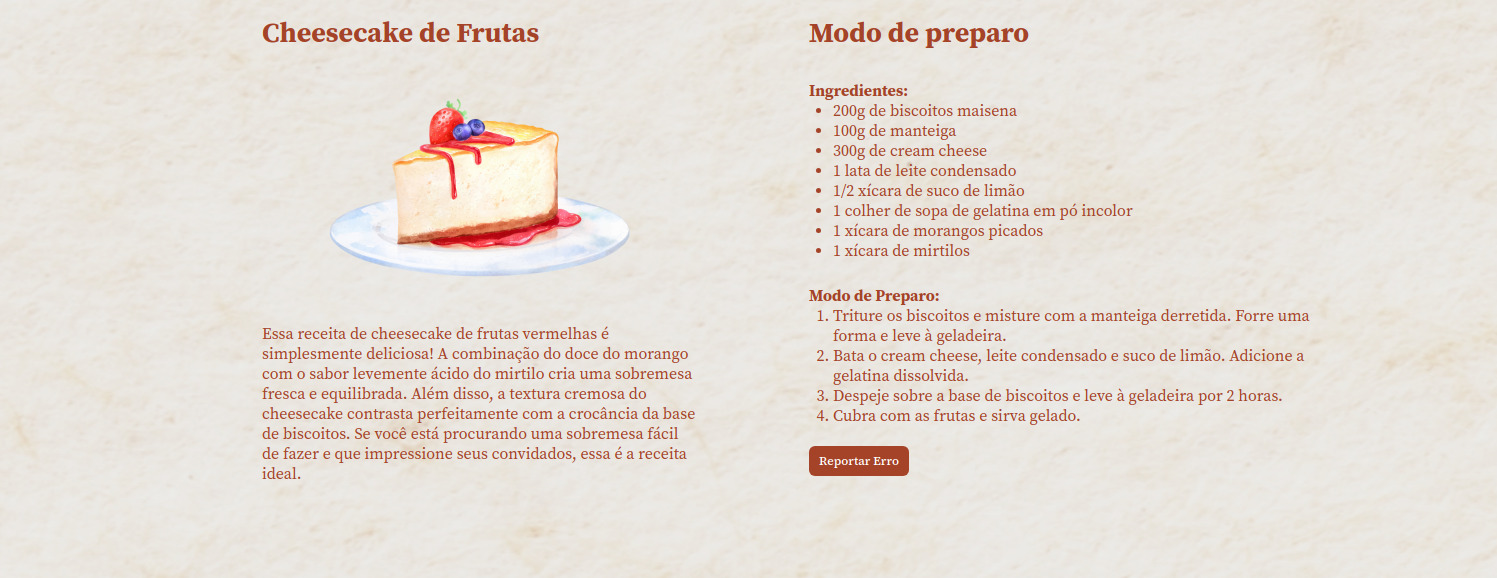 Cheesecake de Frutas
Essa receita de cheesecake de frutas vermelhas é
simplesmente deliciosa! A combinação do doce do morango
com o sabor levemente ácido do mirtilo cria uma sobremesa
fresca e equilibrada. Além disso, a textura cremosa do
cheesecake contrasta perfeitamente com a crocância da base
de biscoitos. Se você está procurando uma sobremesa fácil
de fazer e que impressione seus convidados, essa é a receita
ideal.
Modo de preparo
Ingredientes:
• 200g de biscoitos maisena
• 100g de manteiga
• 300g de cream cheese
• 1 lata de leite condensado
• 1/2 xícara de suco de limão
• 1 colher de sopa de gelatina em pó incolor
• 1 xícara de morangos picados
• 1 xícara de mirtilos
Modo de Preparo:
1. Triture os biscoitos e misture com a manteiga derretida. Forre uma
forma e leve à geladeira.
2. Bata o cream cheese, leite condensado e suco de limão. Adicione a
gelatina dissolvida.
3. Despeje sobre a base de biscoitos e leve à geladeira por 2 horas.
4. Cubra com as frutas e sirva gelado.
Reportar Erro